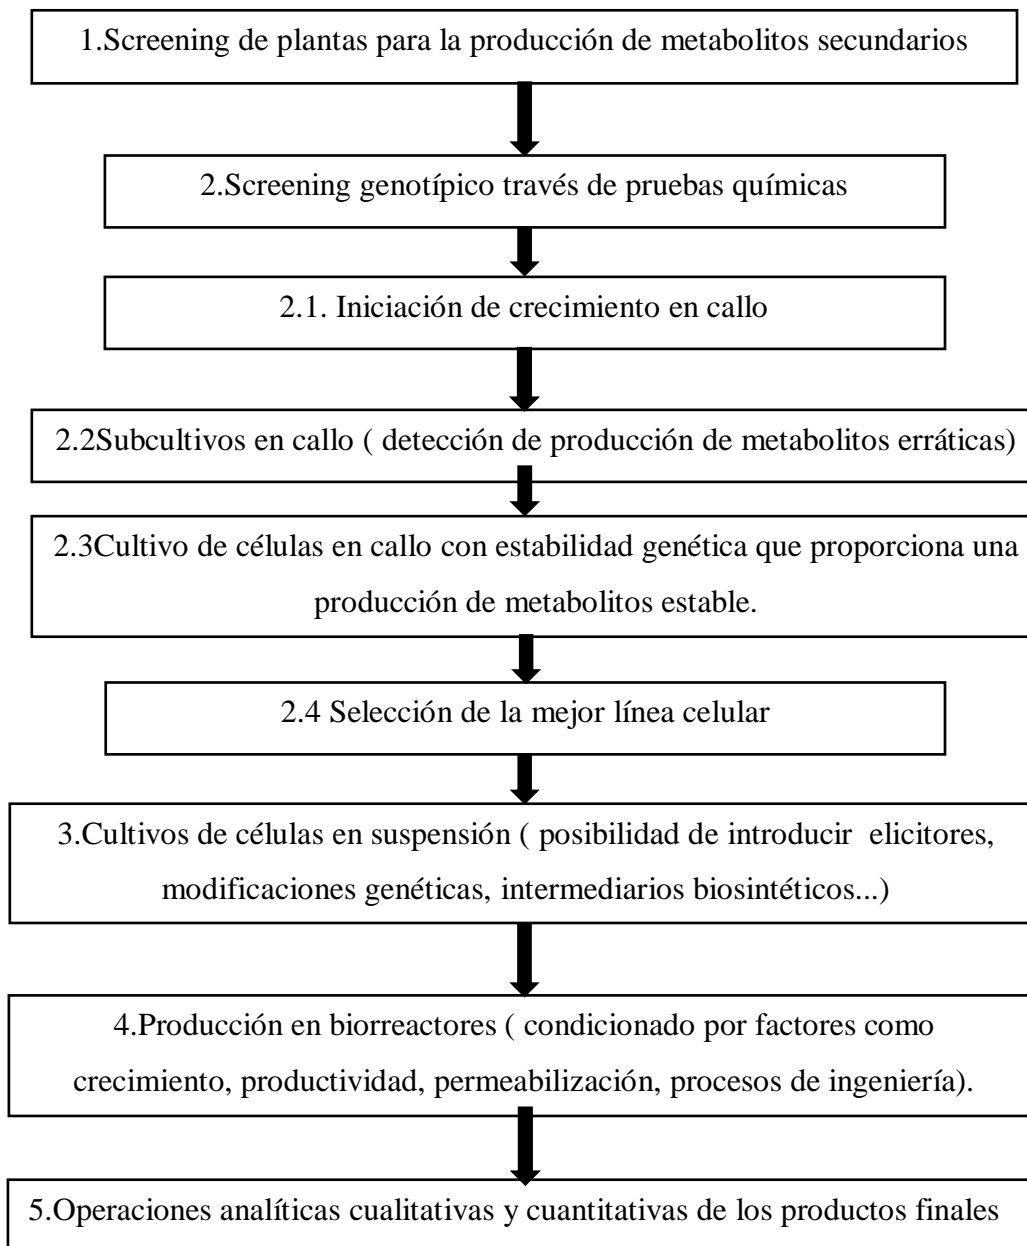 1.Screening de plantas para la producción de metabolitos secundarios
2.Screening genotípico través de pruebas químicas
2.1. Iniciación de crecimiento en callo
2.2Subcultivos en callo ( detección de producción de metabolitos erráticas)
2.3Cultivo de células en callo con estabilidad genética que proporciona una
producción de metabolitos estable.
2.4 Selección de la mejor línea celular
3.Cultivos de células en suspensión ( posibilidad de introducir  elicitores,
modificaciones genéticas, intermediarios biosintéticos...)
4.Producción en biorreactores ( condicionado por factores como
crecimiento, productividad, permeabilización, procesos de ingeniería).
5.Operaciones analíticas cualitativas y cuantitativas de los productos finales